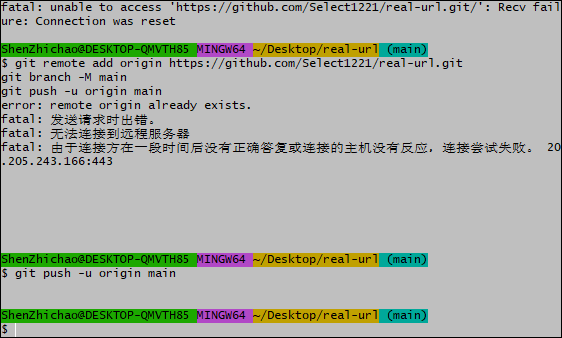 fatal: unable to access 'https://github.com/Select1221/real-url.git/': Recv fail
ure: Connection was reset
ShenZhichao@DESKTOP-QMVTH85 MINGW64 ~/Desktop/real-url (main)
$ git remote add origin https://github.com/Select1221/real-url.git
git branch -M main
git push -u origin main
error: remote origin already exists.
fatal: 发送请求时出错。
fatal: 无法连接到远程服务器
fatal: 由于连接方在一段时间后没有正确答复或连接的主机没有反应，连接尝试失败。 20
.205.243.166:443
ShenZhichao@DESKTOP-QMVTH85 MINGW64 ~/Desktop/real-url (main)
$ git push -u origin main
ShenZhichao@DESKTOP-QMVTH85 MINGW64 ~/Desktop/real-url (main)
$